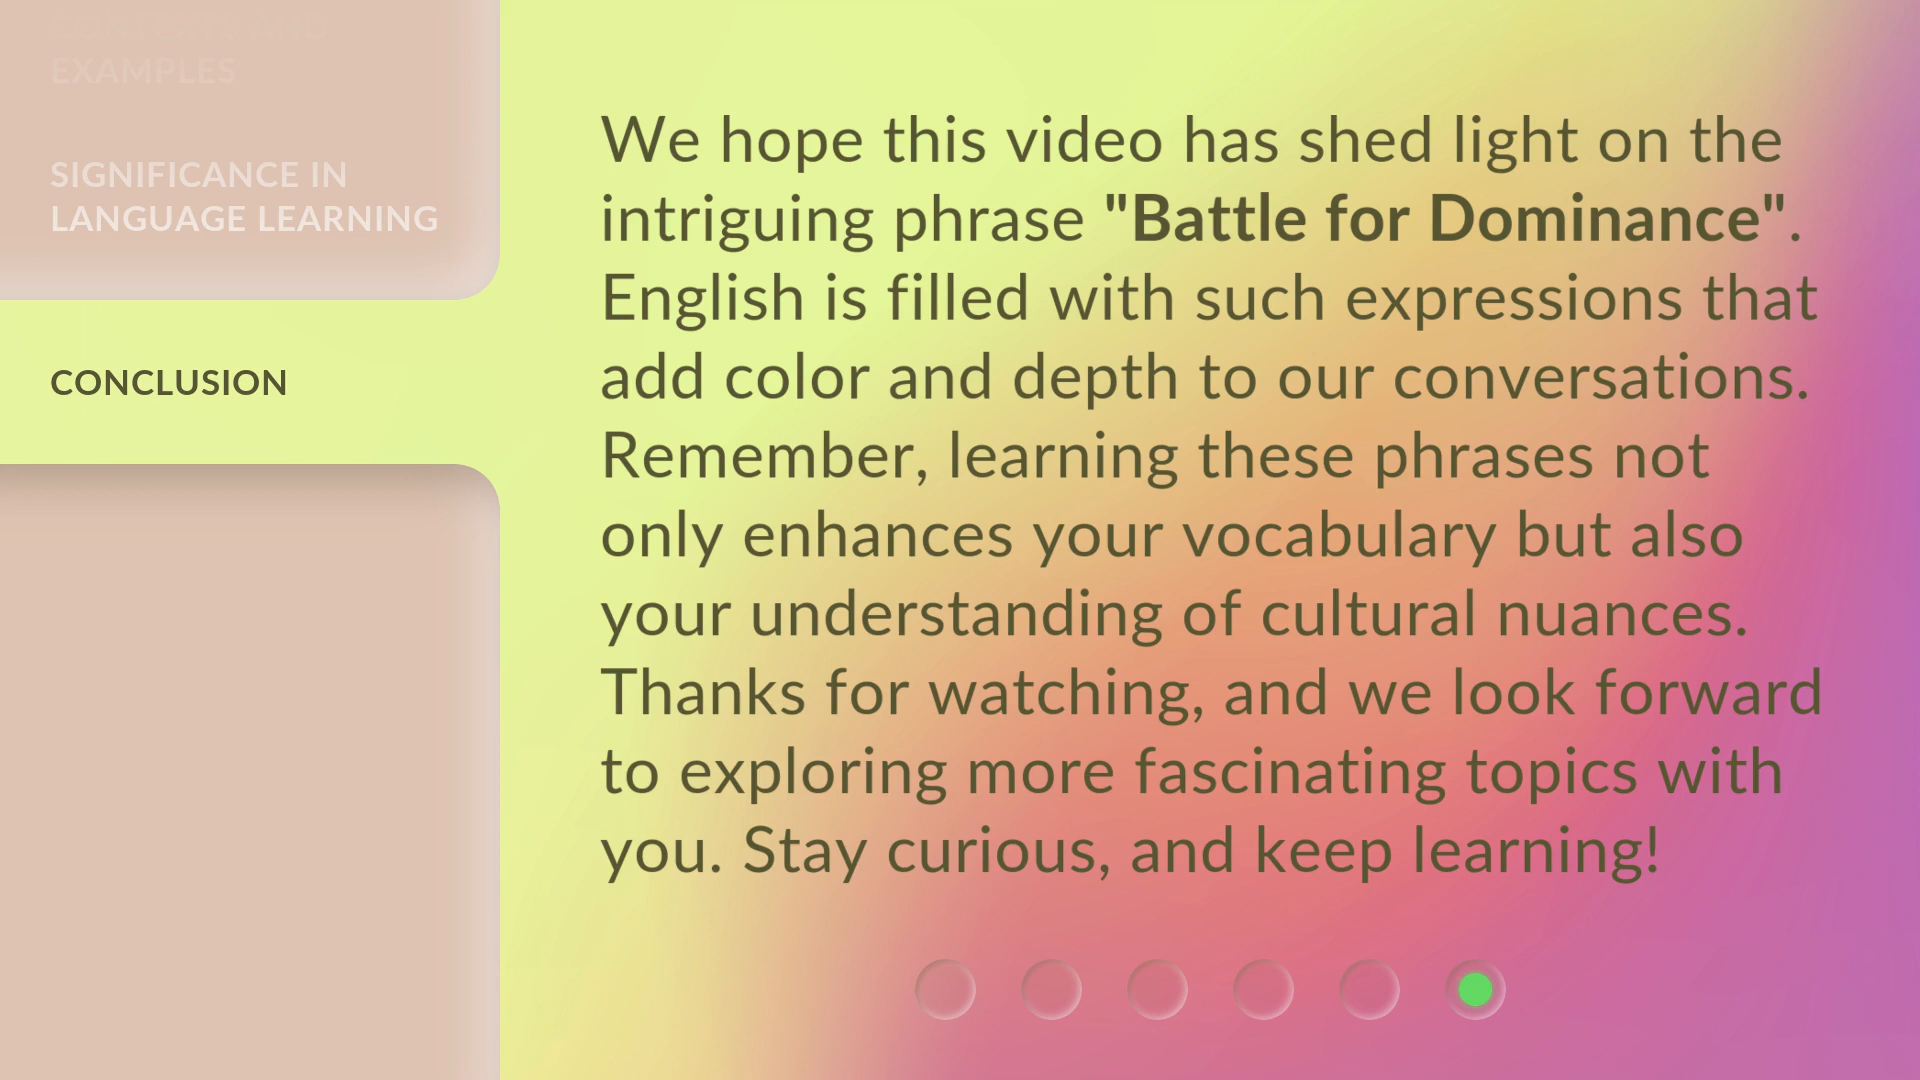 CONTEXTS AND
EXAMPLES
SIGNIFICANCE IN
LANGUAGE LEARNING
CONCLUSION
We hope this video has shed light on the
intriguing phrase "Battle for Dominance".
English is filled with such expressions that
add color and depth to our conversations.
Remember, learning these phrases not
only enhances your vocabulary but also
your understanding of cultural nuances.
Thanks for watching, and we look forward
to exploring more fascinating topics with
you. Stay curious, and keep learning!